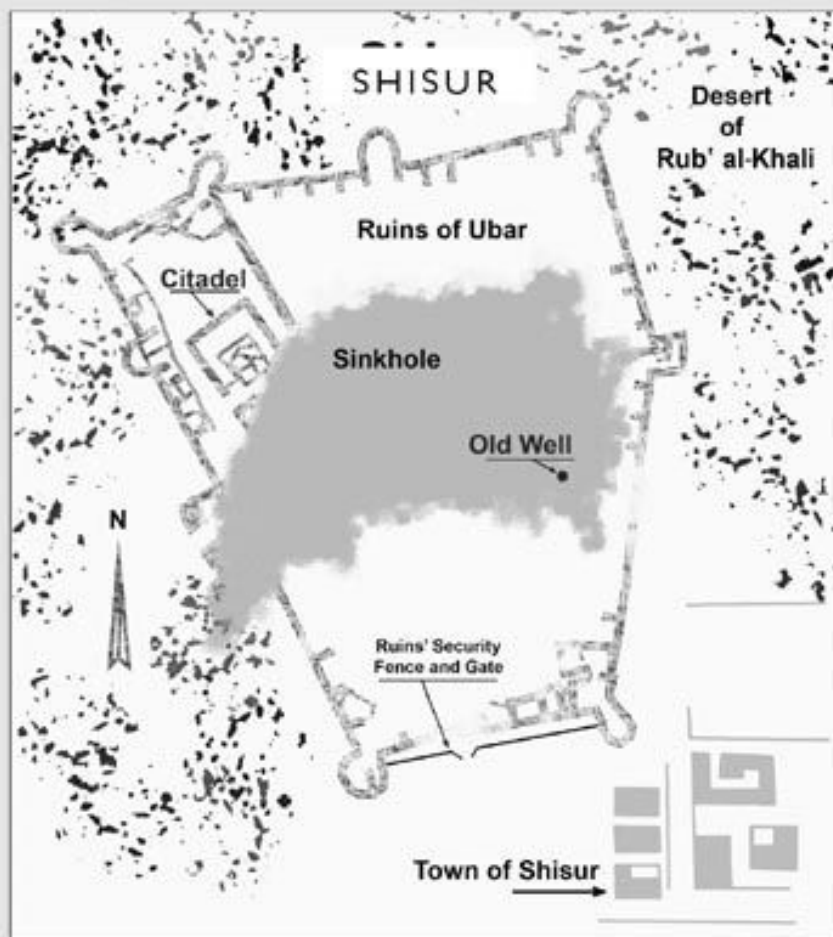 SHISUR
Desert
of
Rub' al-Khali
Ruins of Ubar
Citadel
Sinkhole
Old Well
N
Ruins' Security
Fence and Gate
Town of Shisur